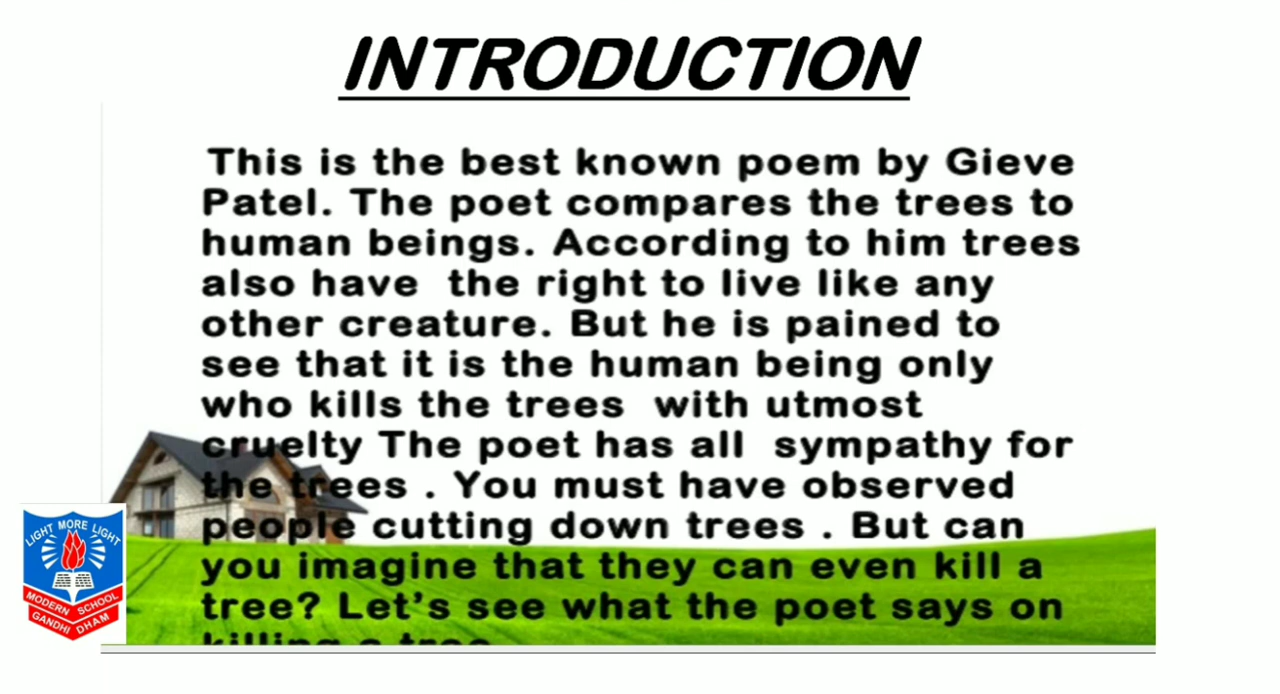 INTRODUCTION
This is the best known poem by Gieve
Patel. The poet compares the trees to
human beings. According to him trees
also have the right to live like any
other creature. But he is pained to
see that it is the human being only
who kills the trees with utmost
cruelty The poet has all sympathy for
the trees . You must have observed
people cutting down trees . But can
you imagine that they can even kill a
tree? Let's see what the poet says on
killing a tree
LIGHT MORE LIGHT
MODERN SCHOOL
GANDHI DHAM